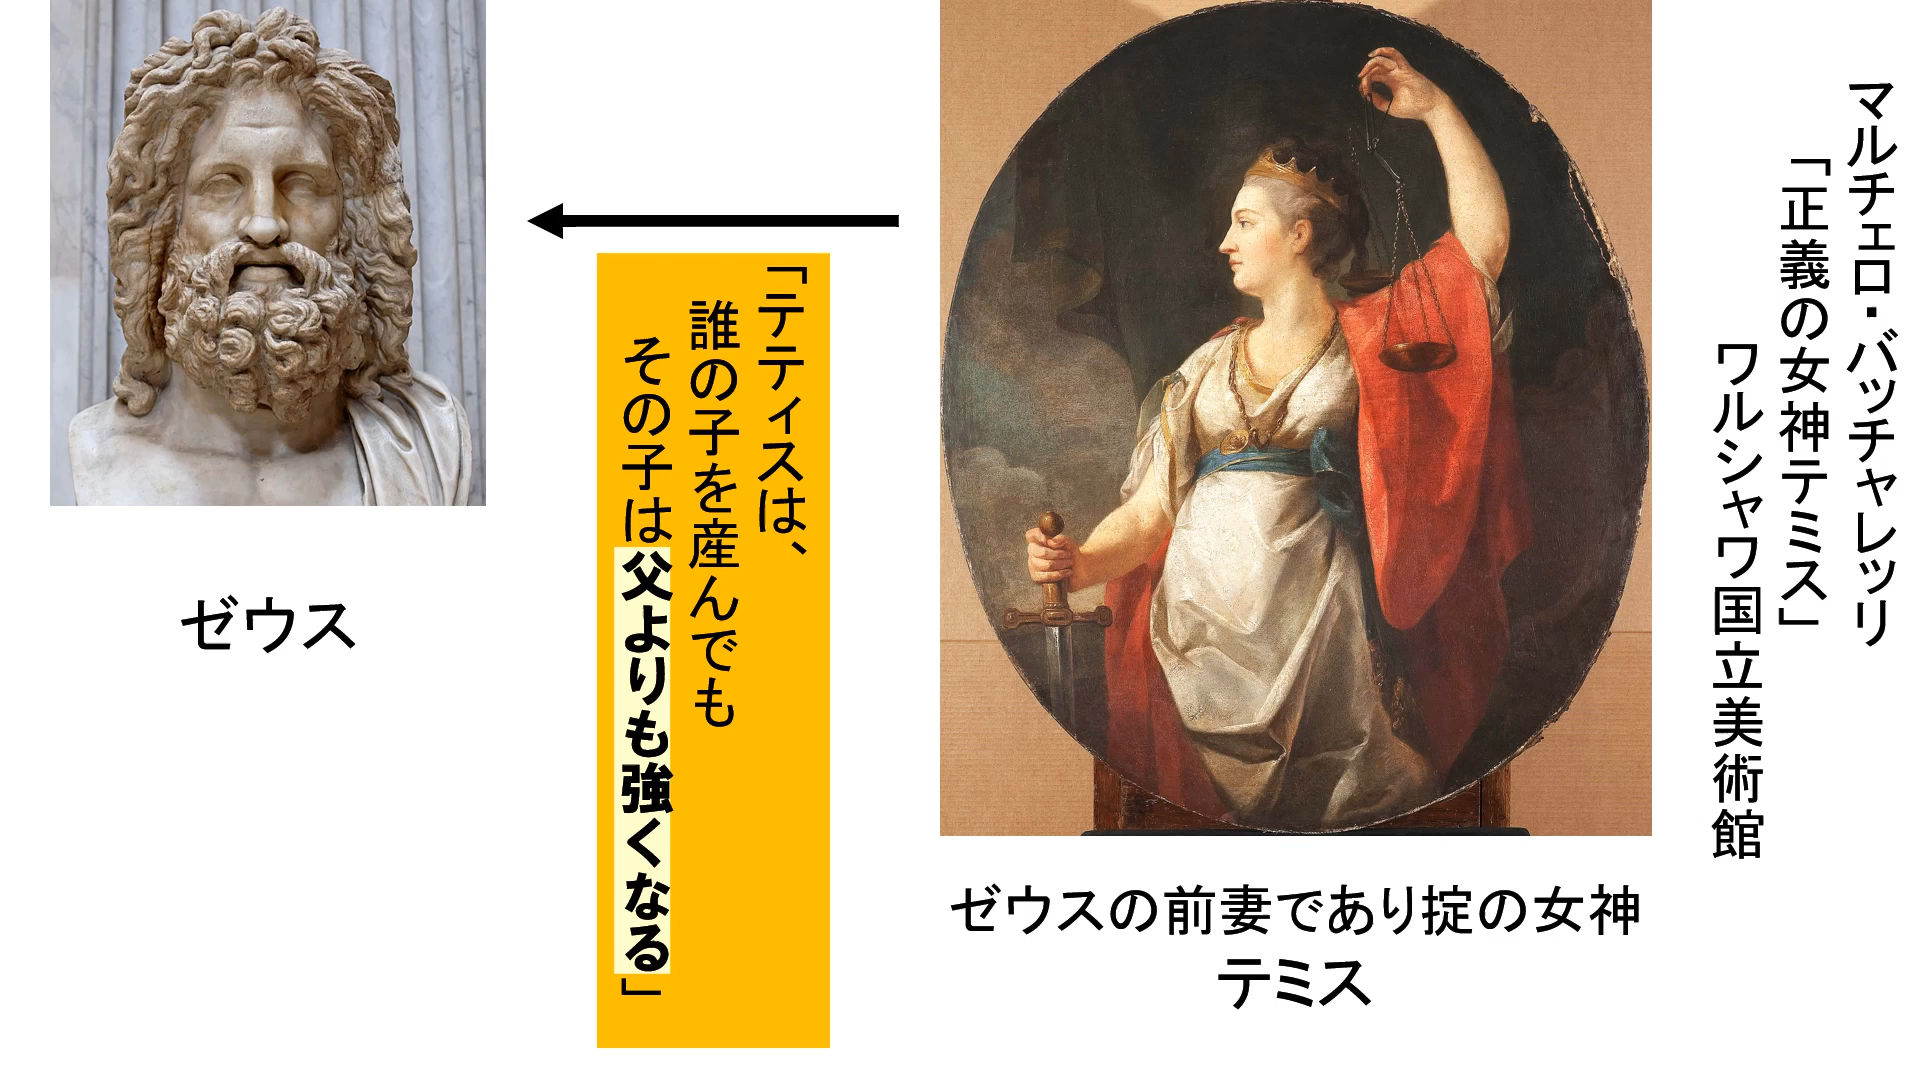 マルチェロ・バッチャレッリ
「正義の女神テミス」
ワルシャワ国立美術館
「テティスは、
誰の子を産んでも
その子は父よりも強くなる」
ゼウス
ゼウスの前妻であり掟の女神
テミス